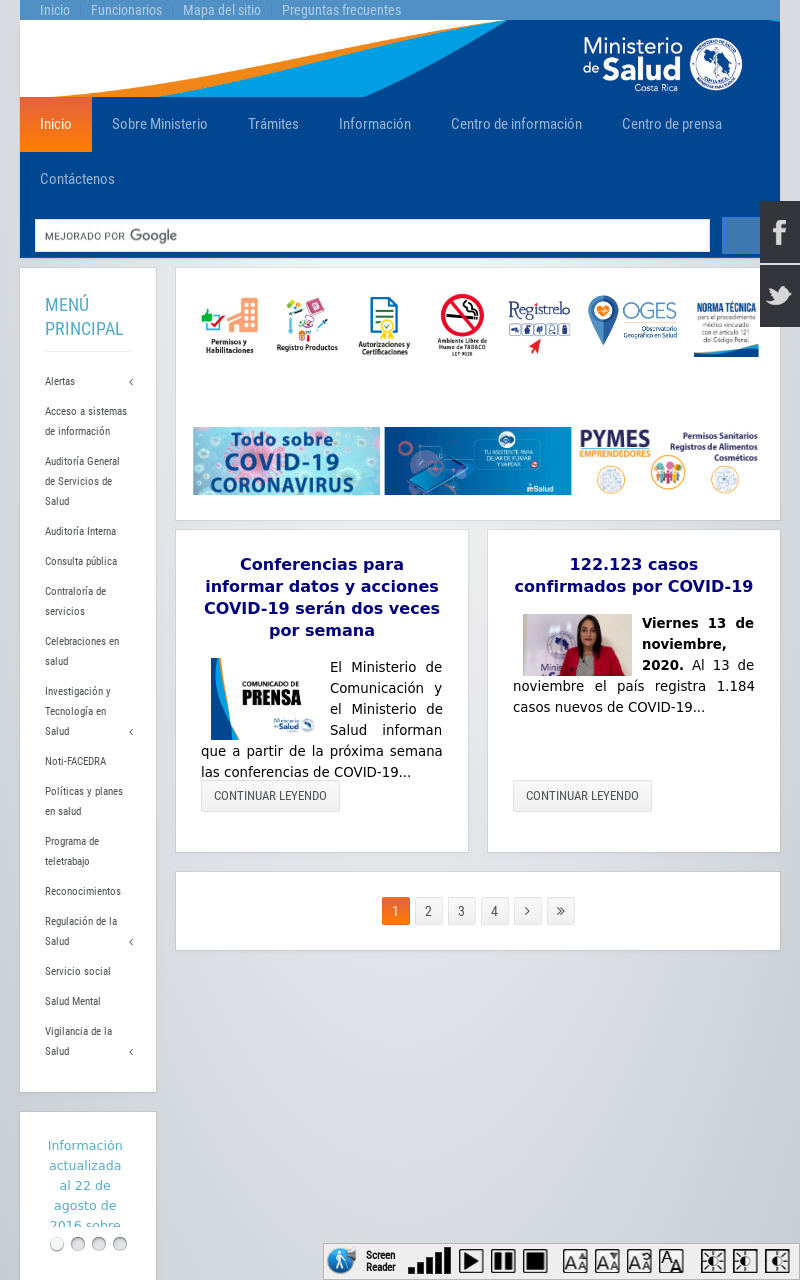 Inicio Funcionarios Mapa del sitio Preguntas frecuentes
Ministerio
de Salud
Costa Rica
Inicio Sobre Ministerio Trámites Información Centro de información Centro de prensa
Contáctenos
MEJORADO POR Google
MENÚ
PRINCIPAL
Alertas
Acceso a sistemas
de información
Auditoría General
de Servicios de
Salud
Auditoría Interna
Consulta pública
Contraloría de
servicios
Celebraciones en
salud
Investigación y
Tecnología en
Salud
Noti-FACEDRA
Políticas y planes
en salud
Programa de
teletrabajo
Reconocimientos
Regulación de la
Salud
Servicio social
Salud Mental
Vigilancia de la
Salud
Información
actualizada
al 22 de
agosto de
2016 sobre
Permisos y
Habilitaciones
Registro Productos
Autorizaciones y
Certificaciones
Ambiente Libre de
Humo de TABACO
LEY 9028
Regístrelo
OGES
Observatorio
Geográfico en Salud
NORMA TÉCNICA
para el procedimiento
médico vinculado
con el artículo 121
del Código Penal.
Todo sobre
COVID-19
CORONAVIRUS
TU ASISTENTE PARA
DEJAR DE FUMAR
Y VAPEAR
mSalud
PYMES
EMPRENDEDORES
Permisos Sanitarios
Registros de Alimentos
Cosméticos
Conferencias para
informar datos y acciones
COVID-19 serán dos veces
por semana
COMUNICADO DE
PRENSA
Ministerio
de Salud
El Ministerio de
Comunicación y
el Ministerio de
Salud informan
que a partir de la próxima semana
las conferencias de COVID-19...
CONTINUAR LEYENDO
122.123 casos
confirmados por COVID-19
Viernes 13 de
noviembre,
2020. Al 13 de
noviembre el país registra 1.184
casos nuevos de COVID-19...
CONTINUAR LEYENDO
1 2 3 4 › »
Screen
Reader